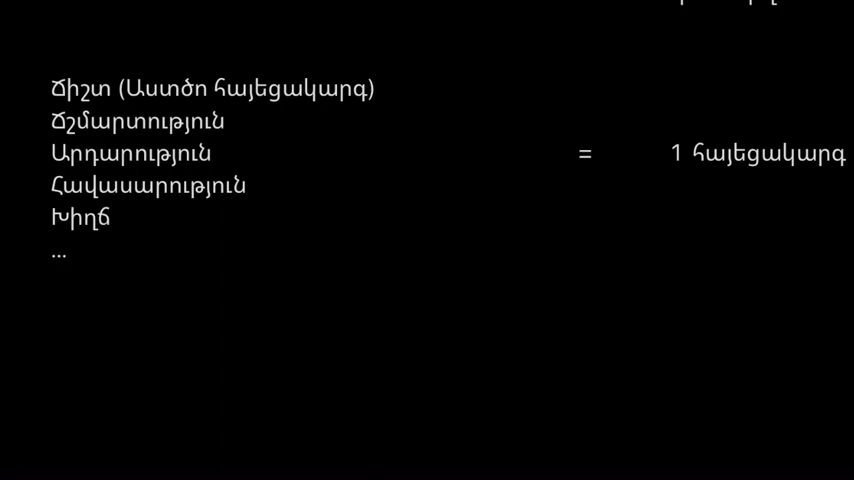 Ճիշտ (Աստծո հայեցակարգ)
Ճշմարտություն
Արդարություն = 1 հայեցակարգ
Հավասարություն
Խիղճ
...